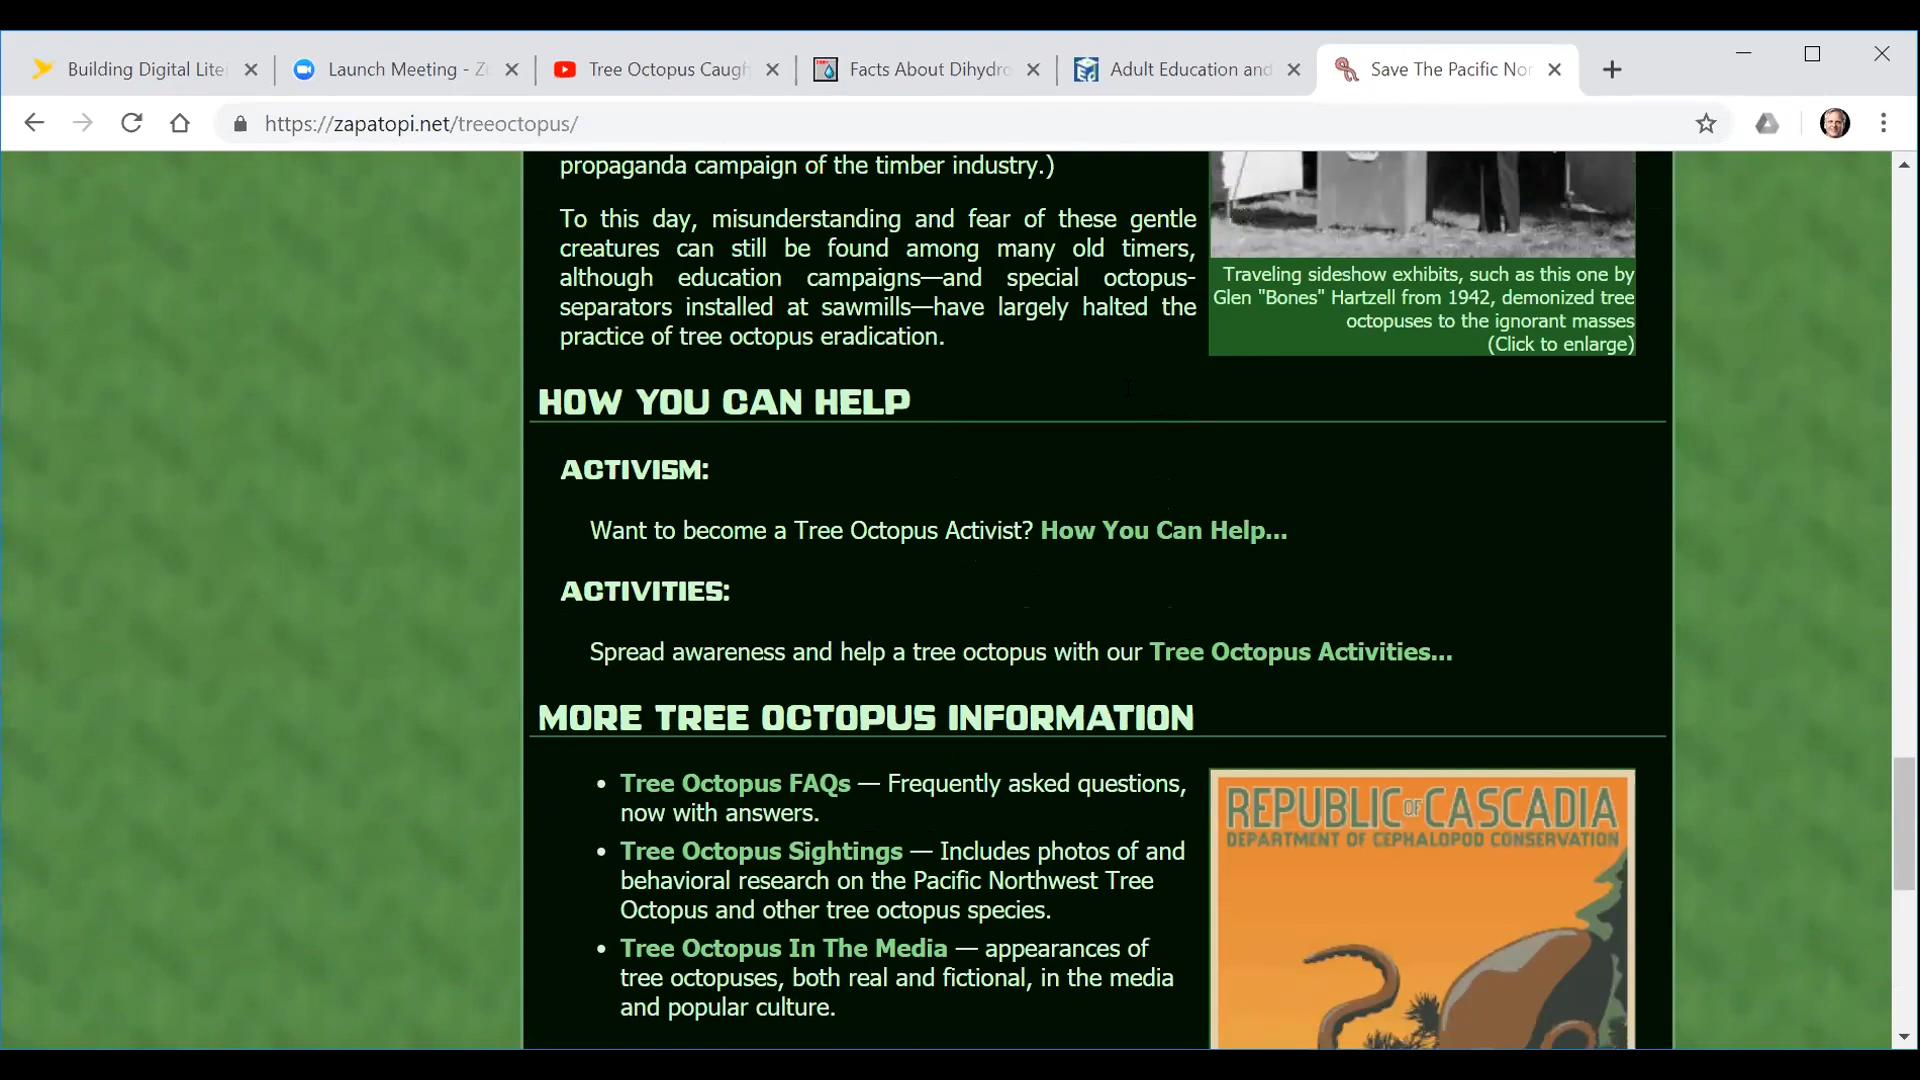 Building Digital Lite
Launch Meeting - Zo
Tree Octopus Caugh
Facts About Dihydro
Adult Education and
Save The Pacific Nor
https://zapatopi.net/treeoctopus/
propaganda campaign of the timber industry.)
To this day, misunderstanding and fear of these gentle
creatures can still be found among many old timers,
although education campaigns—and special octopus-
separators installed at sawmills—have largely halted the
practice of tree octopus eradication.
Traveling sideshow exhibits, such as this one by
Glen "Bones" Hartzell from 1942, demonized tree
octopuses to the ignorant masses
(Click to enlarge)
HOW YOU CAN HELP
ACTIVISM:
Want to become a Tree Octopus Activist? How You Can Help...
ACTIVITIES:
Spread awareness and help a tree octopus with our Tree Octopus Activities...
MORE TREE OCTOPUS INFORMATION
• Tree Octopus FAQs — Frequently asked questions,
now with answers.
• Tree Octopus Sightings — Includes photos of and
behavioral research on the Pacific Northwest Tree
Octopus and other tree octopus species.
• Tree Octopus In The Media — appearances of
tree octopuses, both real and fictional, in the media
and popular culture.
REPUBLIC OF CASCADIA
DEPARTMENT OF CEPHALOPOD CONSERVATION